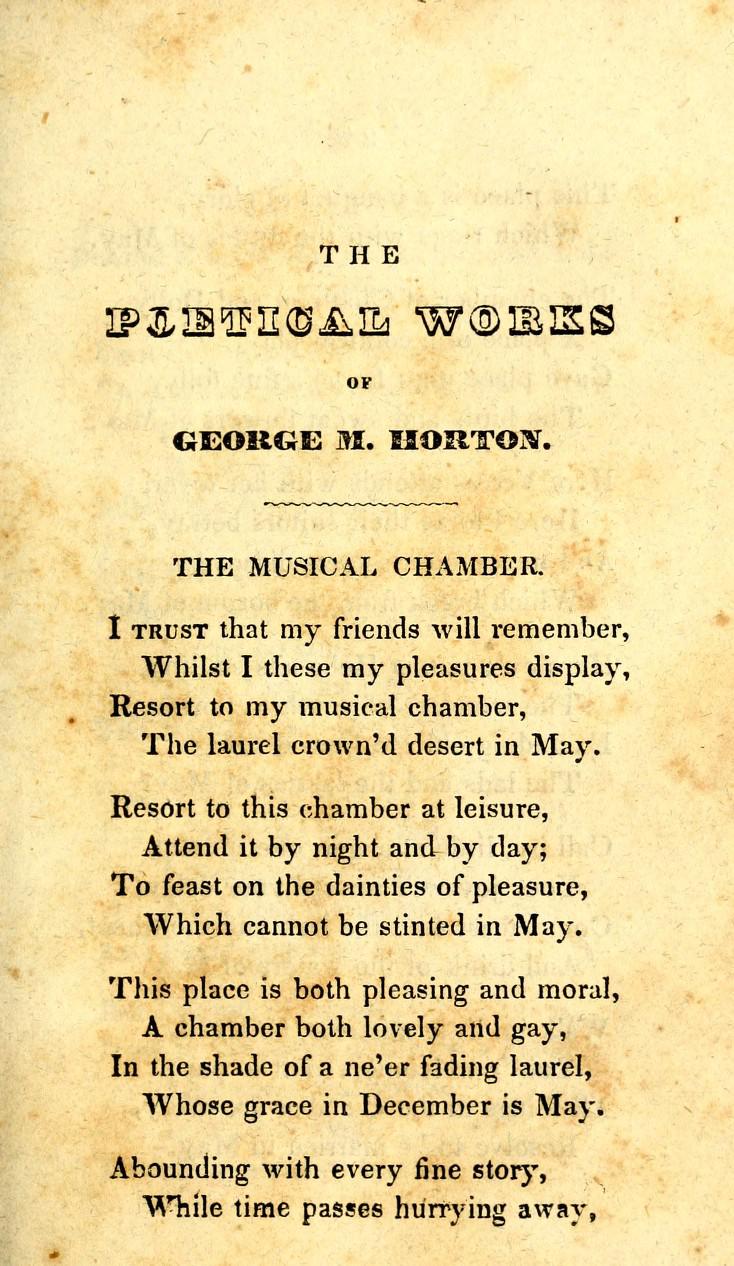 THE
POETICAL WORKS
OF
GEORGE M. HORTON.
THE MUSICAL CHAMBER.
I TRUST that my friends will remember,
Whilst I these my pleasures display,
Resort to my musical chamber,
The laurel crown'd desert in May.
Resort to this chamber at leisure,
Attend it by night and by day;
To feast on the dainties of pleasure,
Which cannot be stinted in May.
This place is both pleasing and moral,
A chamber both lovely and gay,
In the shade of a ne'er fading laurel,
Whose grace in December is May.
Abounding with every fine story,
While time passes hurrying away,